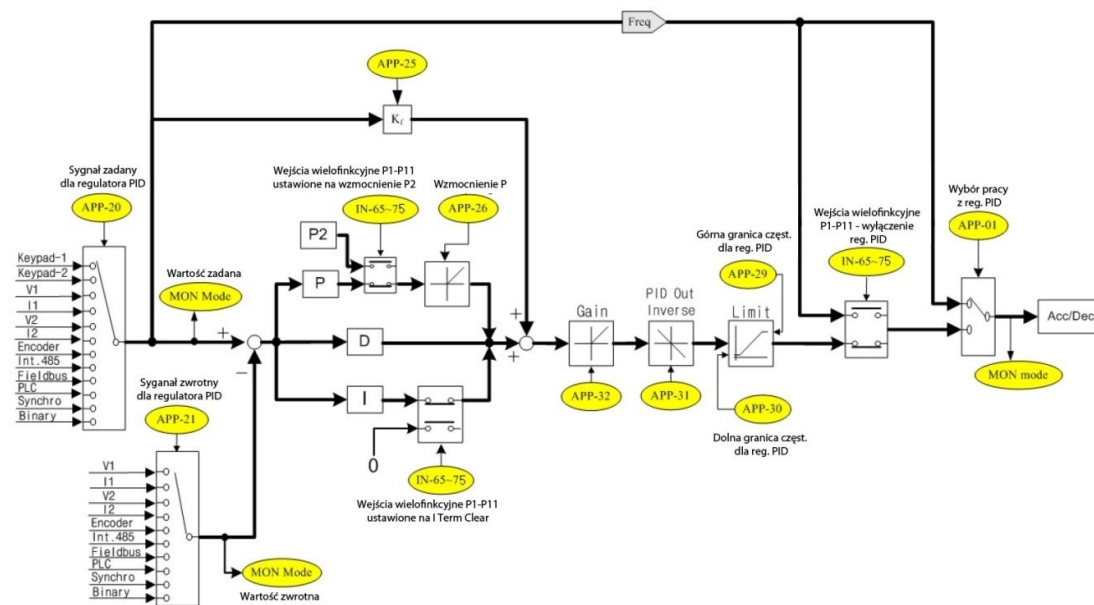 Freq
APP-25
Kf
Sygnał zadany
dla regulatora PID
APP-20
Wejścia wielofinkcyjne P1-P11
ustawione na wzmocnienie P2
IN-65~75
Wzmocnienie P
APP-26
Wybór pracy
z reg. PID
APP-01
Wejścia wielofinkcyjne
P1-P11 - wyłączenie
reg. PID
IN-65~75
Górna granica częst.
dla reg. PID
APP-29
Keypad-1
Keypad-2
V1
I1
V2
I2
Encoder
Int.485
Fieldbus
PLC
Synchro
Binary
Wartość zadana
MON Mode
P2
P
D
I
0
+
−
+
+
Gain
APP-32
PID Out
Inverse
APP-31
Limit
APP-30
Dolna granica częst.
dla reg. PID
Acc/Dec
MON mode
Syganał zwrotny
dla regulatora PID
APP-21
IN-65~75
Wejścia wielofinkcyjne P1-P11
ustawione na I Term Clear
V1
I1
V2
I2
Encoder
Int.485
Fieldbus
PLC
Synchro
Binary
MON Mode
Wartość zwrotna